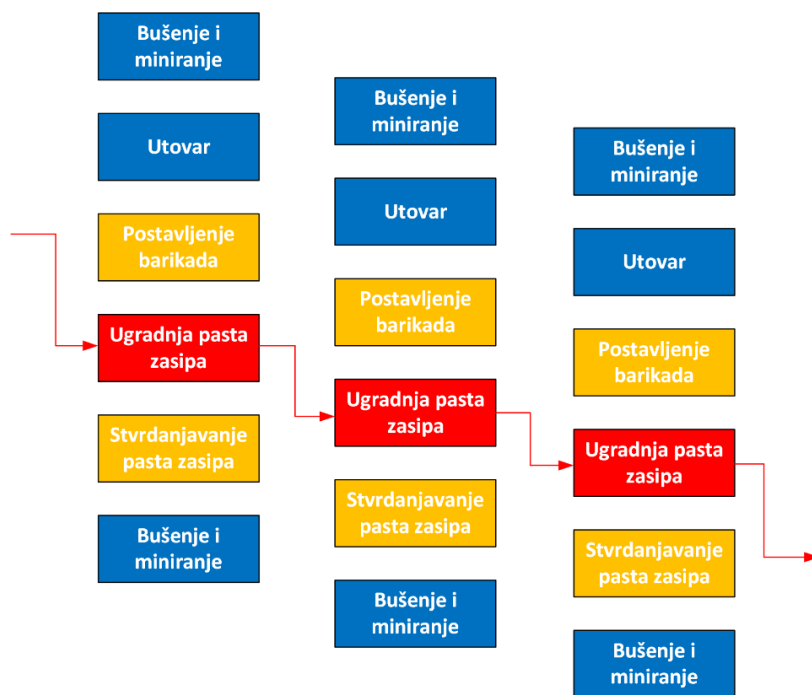 Bušenje i
miniranje
Utovar
Postavljenje
barikada
Ugradnja pasta
zasipa
Stvrdanjavanje
pasta zasipa
Bušenje i
miniranje
Bušenje i
miniranje
Utovar
Postavljenje
barikada
Ugradnja pasta
zasipa
Stvrdanjavanje
pasta zasipa
Bušenje i
miniranje
Bušenje i
miniranje
Utovar
Postavljenje
barikada
Ugradnja pasta
zasipa
Stvrdanjavanje
pasta zasipa
Bušenje i
miniranje